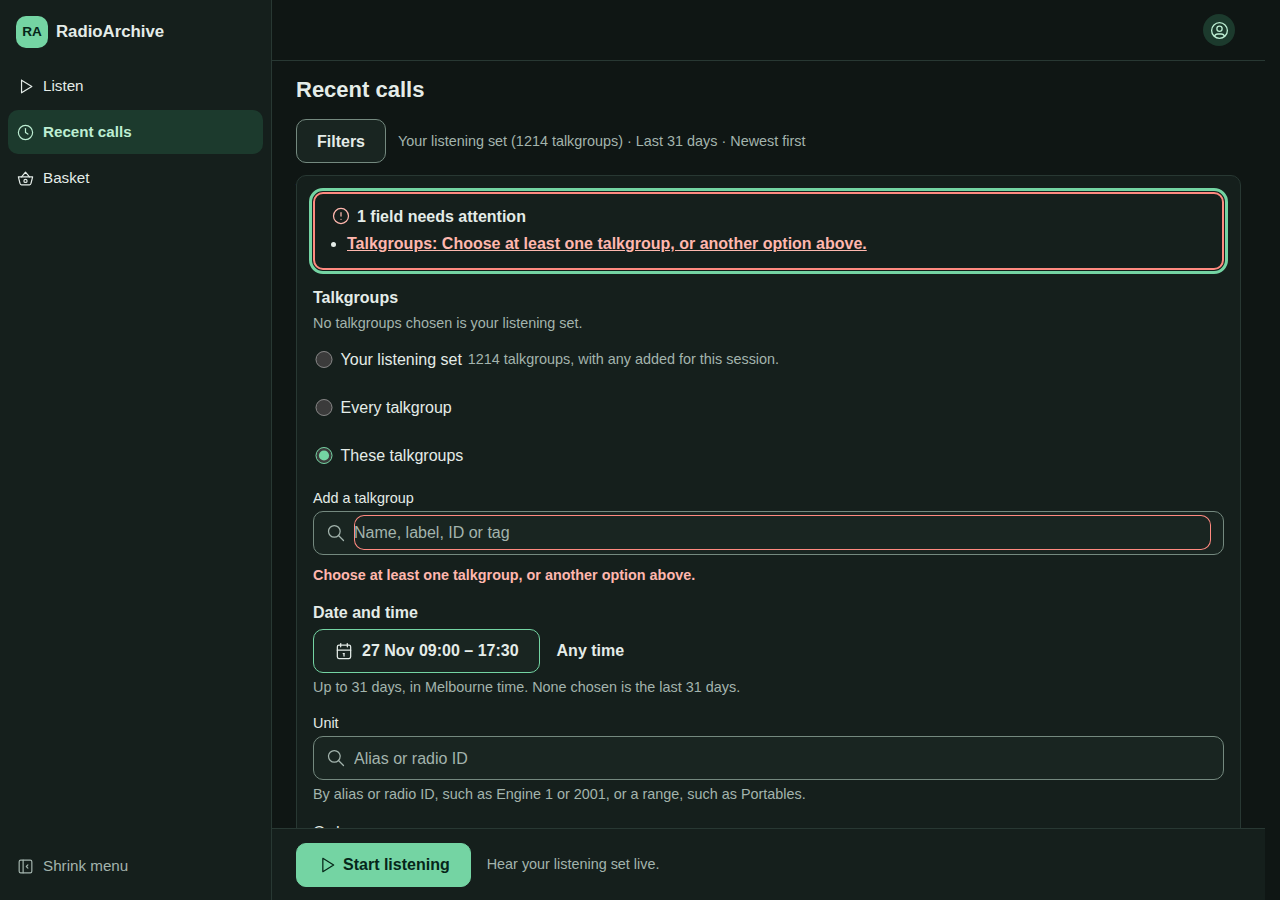 RA RadioArchive
Listen
Recent calls
Basket
Shrink menu
Recent calls
Filters
Your listening set (1214 talkgroups) · Last 31 days · Newest first
1 field needs attention
Talkgroups: Choose at least one talkgroup, or another option above.
Talkgroups
No talkgroups chosen is your listening set.
Your listening set 1214 talkgroups, with any added for this session.
Every talkgroup
These talkgroups
Add a talkgroup
Name, label, ID or tag
Choose at least one talkgroup, or another option above.
Date and time
27 Nov 09:00 – 17:30 Any time
Up to 31 days, in Melbourne time. None chosen is the last 31 days.
Unit
Alias or radio ID
By alias or radio ID, such as Engine 1 or 2001, or a range, such as Portables.
Start listening
Hear your listening set live.